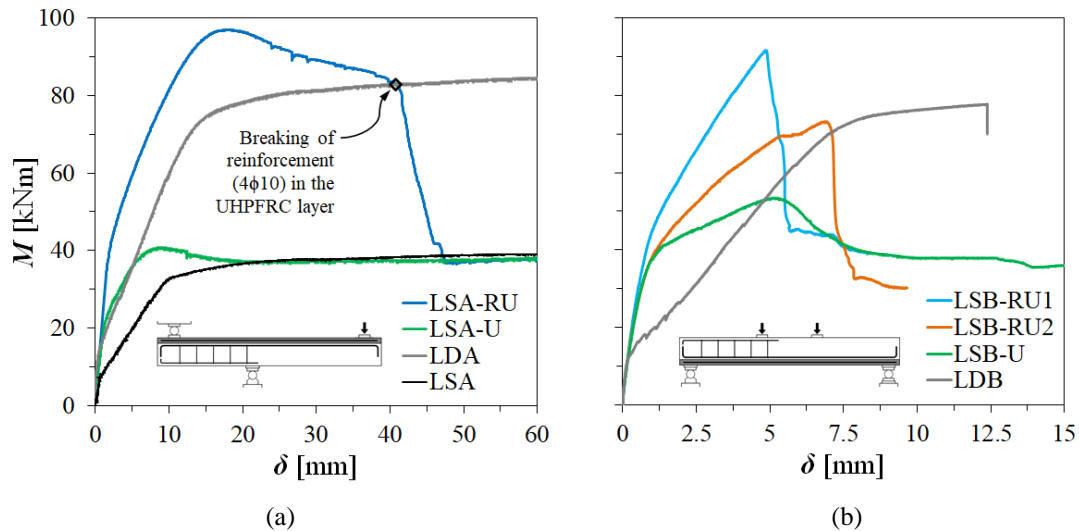 100
80
60
40
20
0
M [kNm]
Breaking of
reinforcement
(4ϕ10) in the
UHPFRC layer
LSA-RU
LSA-U
LDA
LSA
0 10 20 30 40 50 60
δ [mm]
(a)
LSB-RU1
LSB-RU2
LSB-U
LDB
0 2.5 5 7.5 10 12.5 15
δ [mm]
(b)